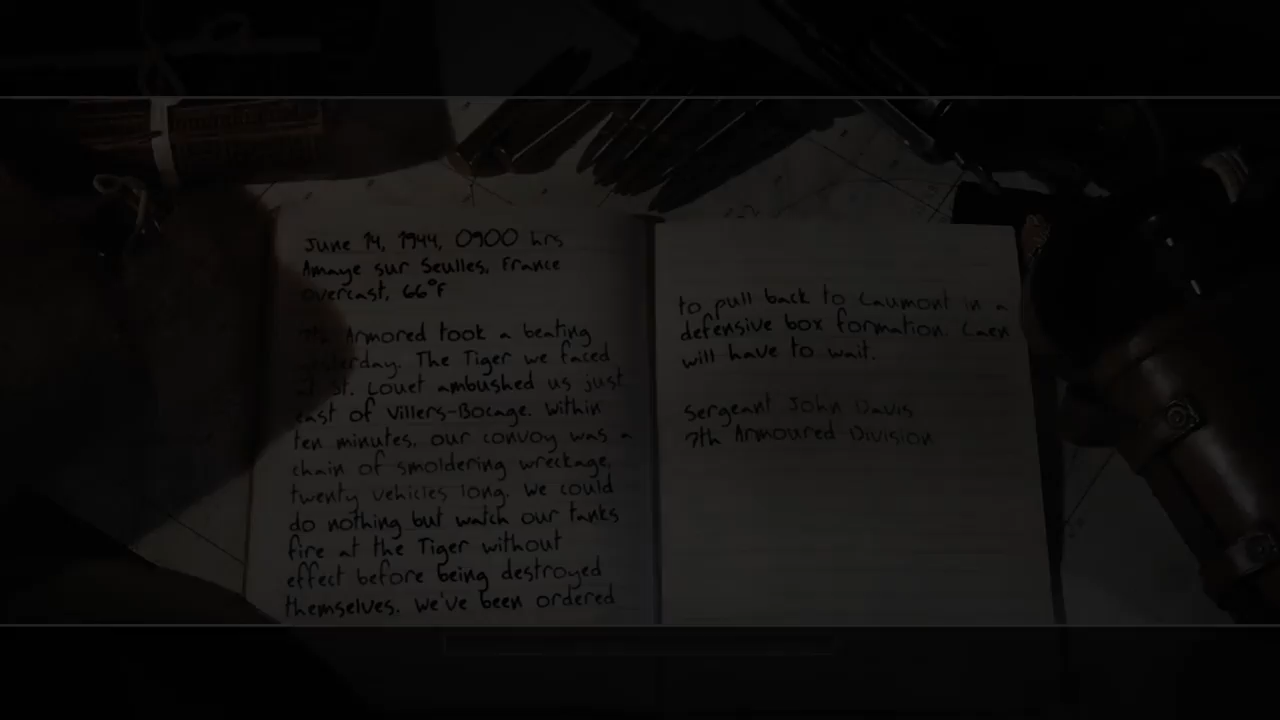 June 14, 1944, 0900 hrs
Amaye sur Seulles, France
Overcast, 66°F
Armored took a beating
yesterday. The Tiger we faced
at St. Louet ambushed us just
east of Villers-Bocage. Within
ten minutes, our convoy was a
chain of smoldering wreckage,
twenty vehicles long. We could
do nothing but watch our tanks
fire at the Tiger without
effect before being destroyed
themselves. We've been ordered
to pull back to Caumont in a
defensive box formation. Caen
will have to wait.
Sergeant John Davis
7th Armoured Division